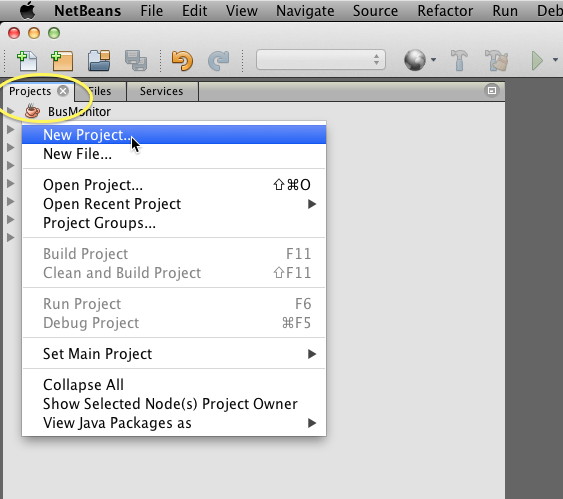 NetBeans File Edit View Navigate Source Refactor Run Deb
Projects Files Services
BusMonitor
New Project...
New File...
Open Project... ⇧⌘O
Open Recent Project
Project Groups...
Build Project F11
Clean and Build Project ⇧F11
Run Project F6
Debug Project ⌘F5
Set Main Project
Collapse All
Show Selected Node(s) Project Owner
View Java Packages as